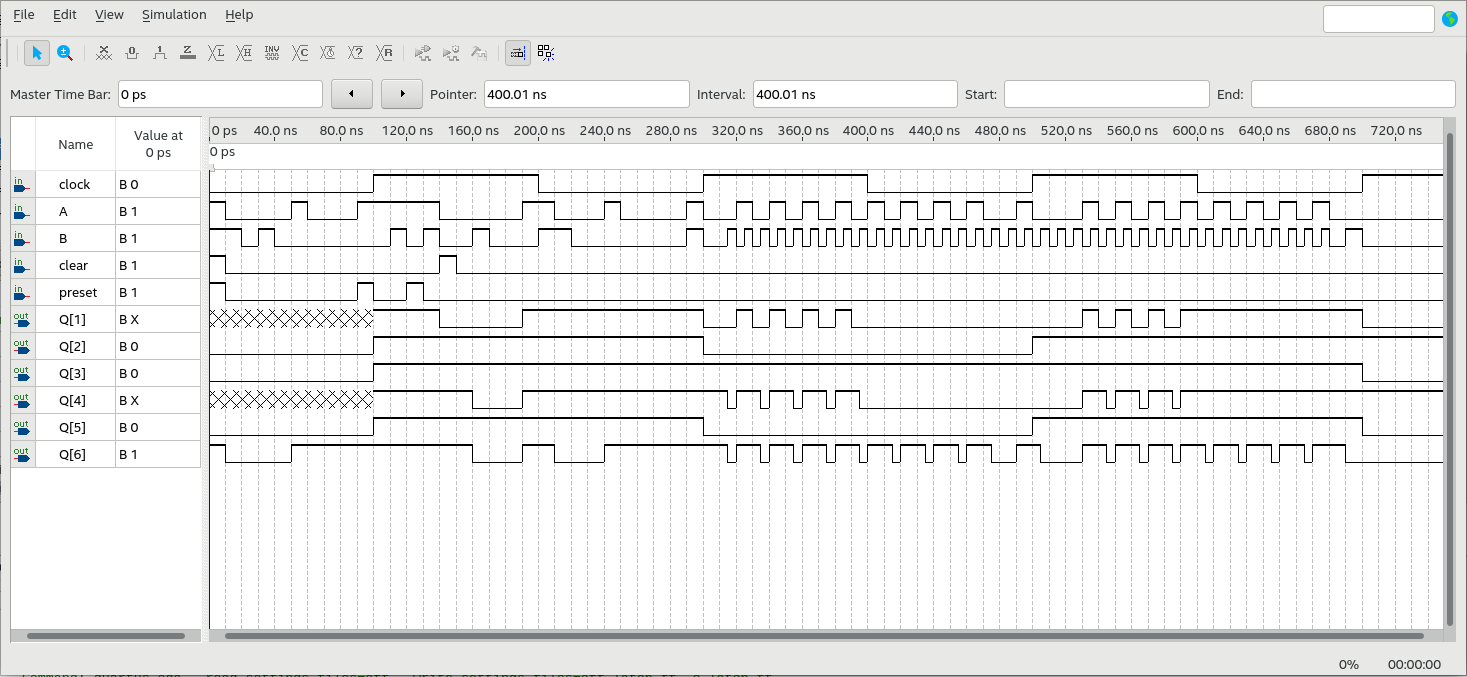 File Edit View Simulation Help
Master Time Bar: 0 ps Pointer: 400.01 ns Interval: 400.01 ns Start: End:
Name Value at 0 ps
0 ps 40.0 ns 80.0 ns 120.0 ns 160.0 ns 200.0 ns 240.0 ns 280.0 ns 320.0 ns 360.0 ns 400.0 ns 440.0 ns 480.0 ns 520.0 ns 560.0 ns 600.0 ns 640.0 ns 680.0 ns 720.0 ns
0 ps
in clock B 0
in A B 1
in B B 1
in clear B 1
in preset B 1
out Q[1] B X
out Q[2] B 0
out Q[3] B 0
out Q[4] B X
out Q[5] B 0
out Q[6] B 1
0% 00:00:00